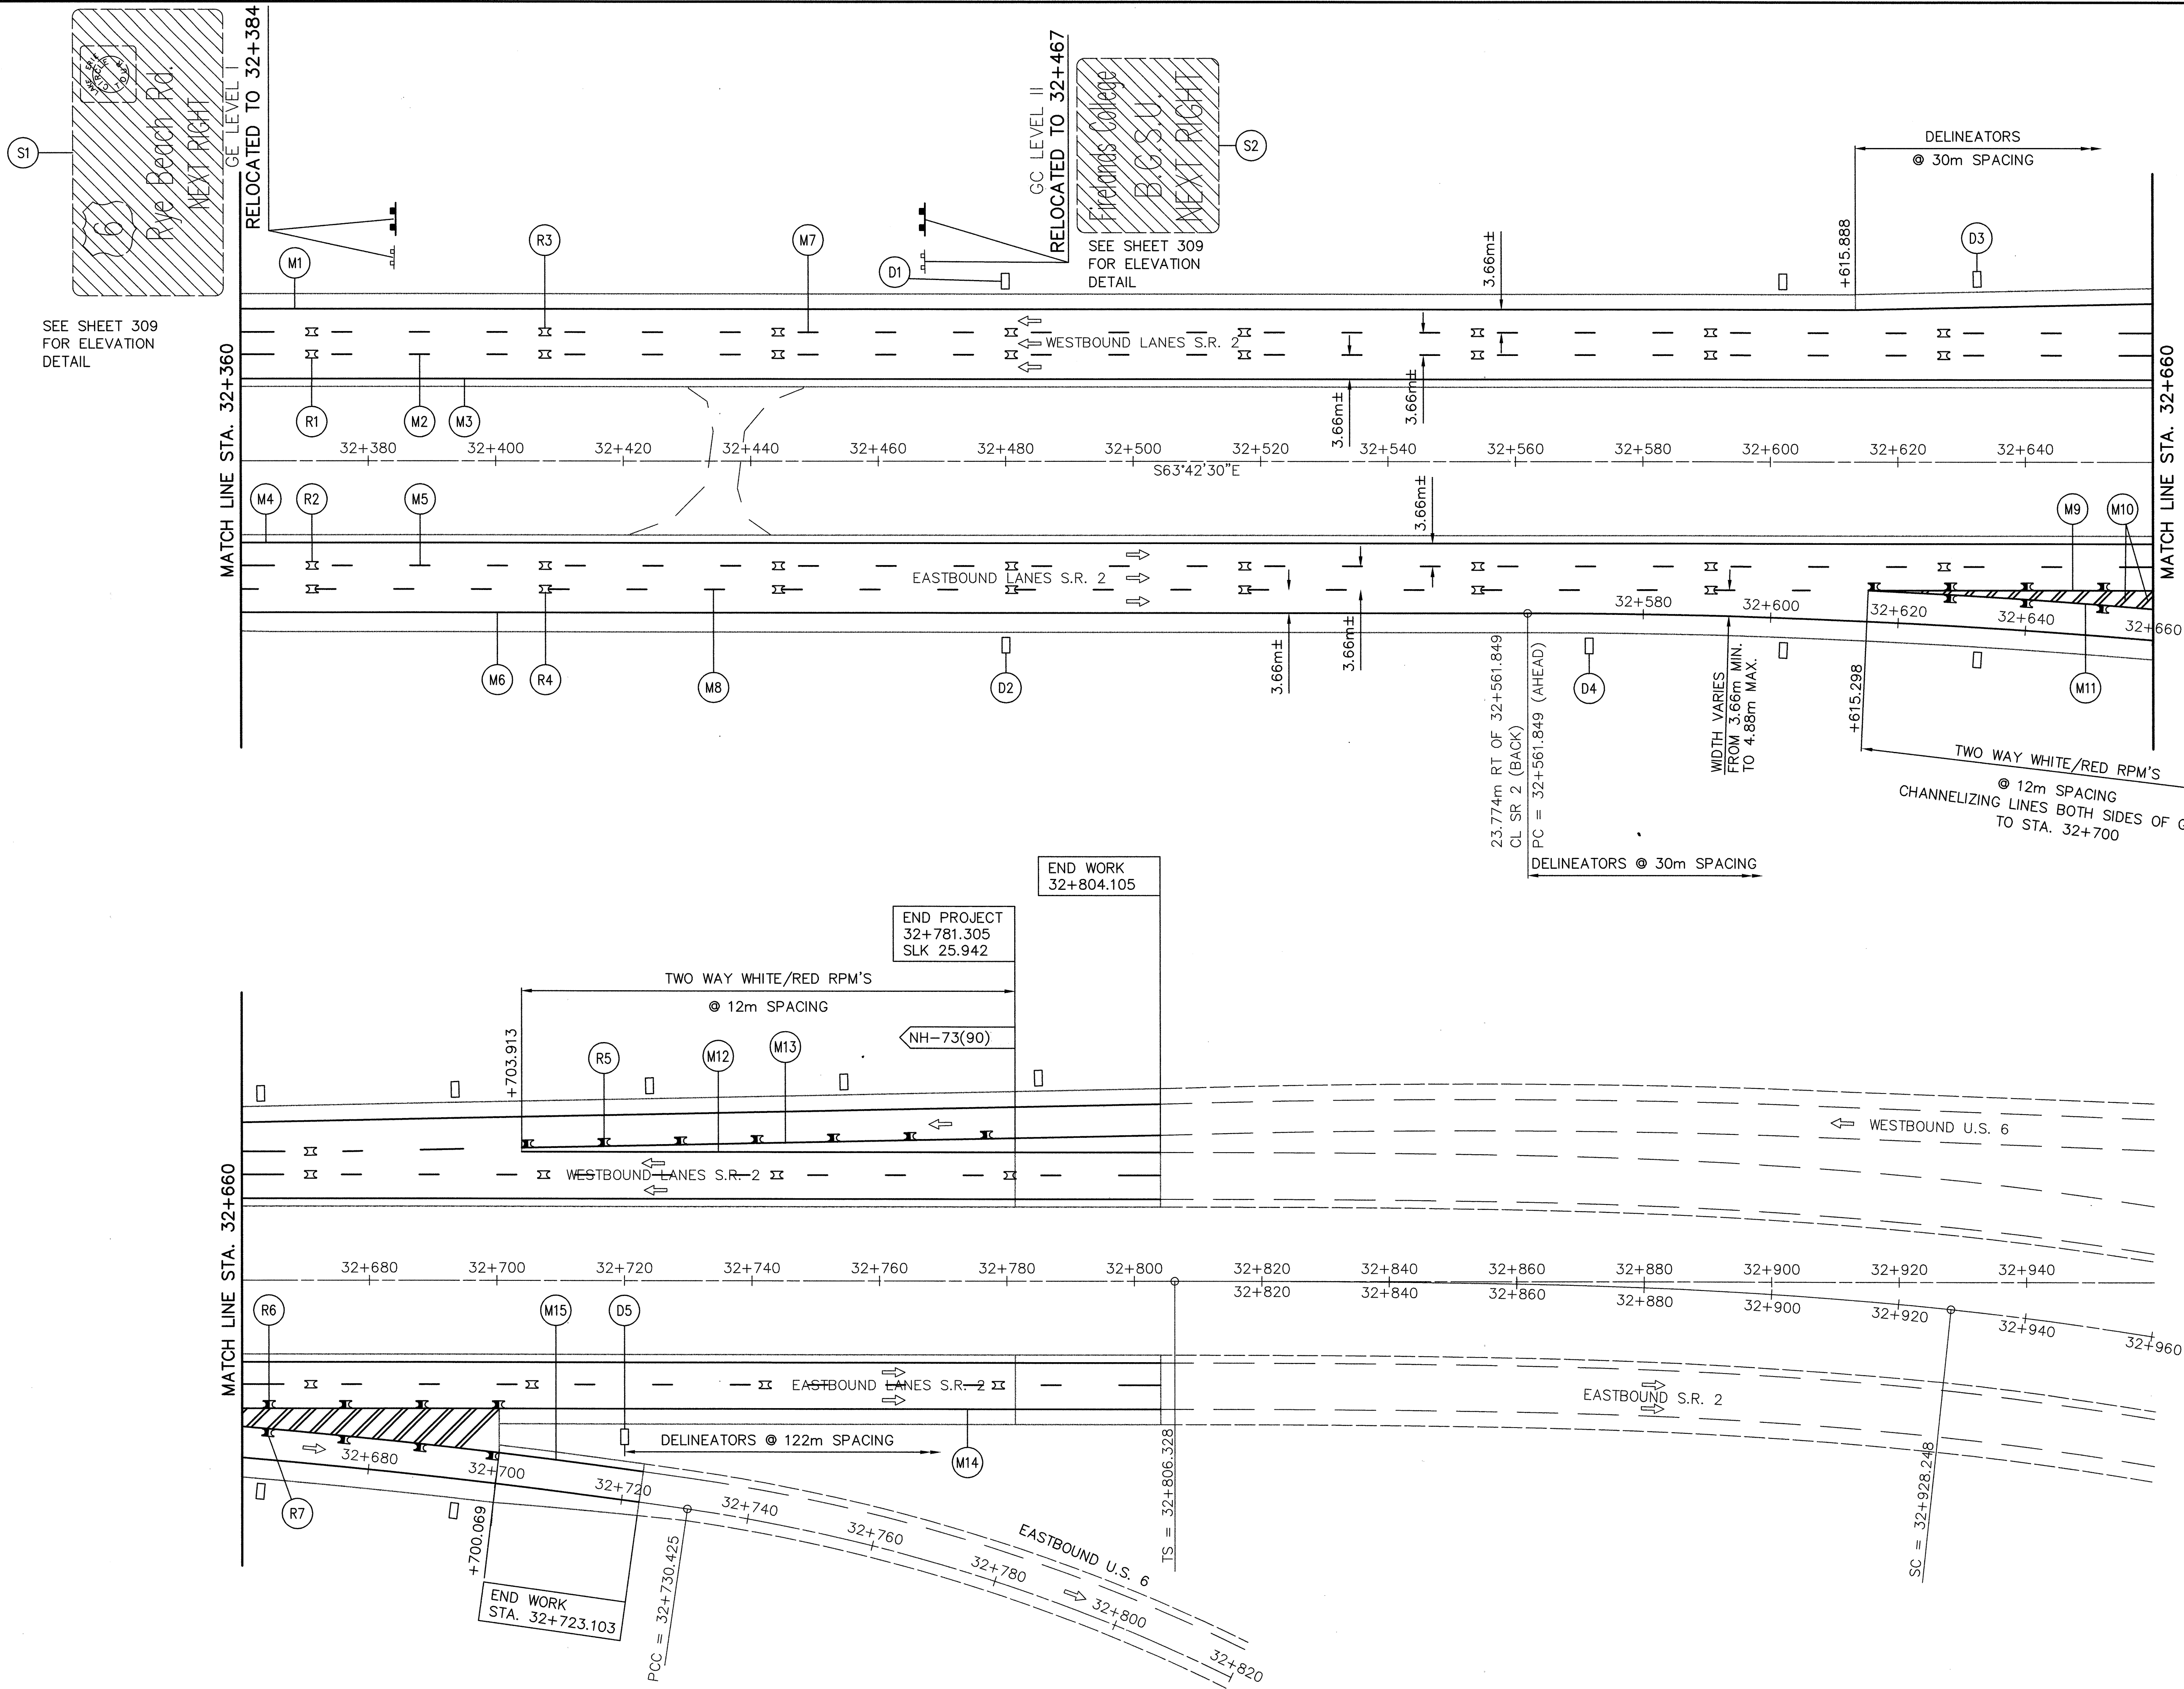 LAKE ERIE
CIRCLE
TOUR
6
Rye Beach Rd.
NEXT RIGHT
GE LEVEL I
RELOCATED TO 32+384
S1
SEE SHEET 309
FOR ELEVATION
DETAIL
GC LEVEL II
RELOCATED TO 32+467
Firelands College
B.G.S.U.
NEXT RIGHT
S2
SEE SHEET 309
FOR ELEVATION
DETAIL
DELINEATORS
@ 30m SPACING
+615.888
D3
M1
R3
M7
D1
3.66m±
WESTBOUND LANES S.R. 2
MATCH LINE STA. 32+360
R1
M2
M3
3.66m±
3.66m±
MATCH LINE STA. 32+660
32+380
32+400
32+420
32+440
32+460
32+480
32+500
32+520
32+540
32+560
32+580
32+600
32+620
32+640
S63°42'30"E
M4
R2
M5
3.66m±
M9
M10
EASTBOUND LANES S.R. 2
32+580
32+600
32+620
32+640
32+660
M6
R4
M8
D2
3.66m±
3.66m±
23.774m RT OF 32+561.849
CL SR 2 (BACK)
PC = 32+561.849 (AHEAD)
D4
WIDTH VARIES
FROM 3.66m MIN.
TO 4.88m MAX.
+615.298
M11
TWO WAY WHITE/RED RPM'S
@ 12m SPACING
CHANNELIZING LINES BOTH SIDES OF G
TO STA. 32+700
DELINEATORS @ 30m SPACING
END WORK
32+804.105
END PROJECT
32+781.305
SLK 25.942
TWO WAY WHITE/RED RPM'S
@ 12m SPACING
NH-73(90)
+703.913
R5
M12
M13
WESTBOUND U.S. 6
WESTBOUND LANES S.R. 2
MATCH LINE STA. 32+660
32+680
32+700
32+720
32+740
32+760
32+780
32+800
32+820
32+840
32+860
32+880
32+900
32+920
32+940
32+820
32+840
32+860
32+880
32+900
32+920
32+940
32+960
R6
M15
D5
EASTBOUND LANES S.R. 2
EASTBOUND S.R. 2
DELINEATORS @ 122m SPACING
M14
32+680
32+700
32+720
32+740
32+760
32+780
32+800
32+820
R7
+700.069
END WORK
STA. 32+723.103
PCC = 32+730.425
EASTBOUND U.S. 6
TS = 32+806.328
SC = 32+928.248